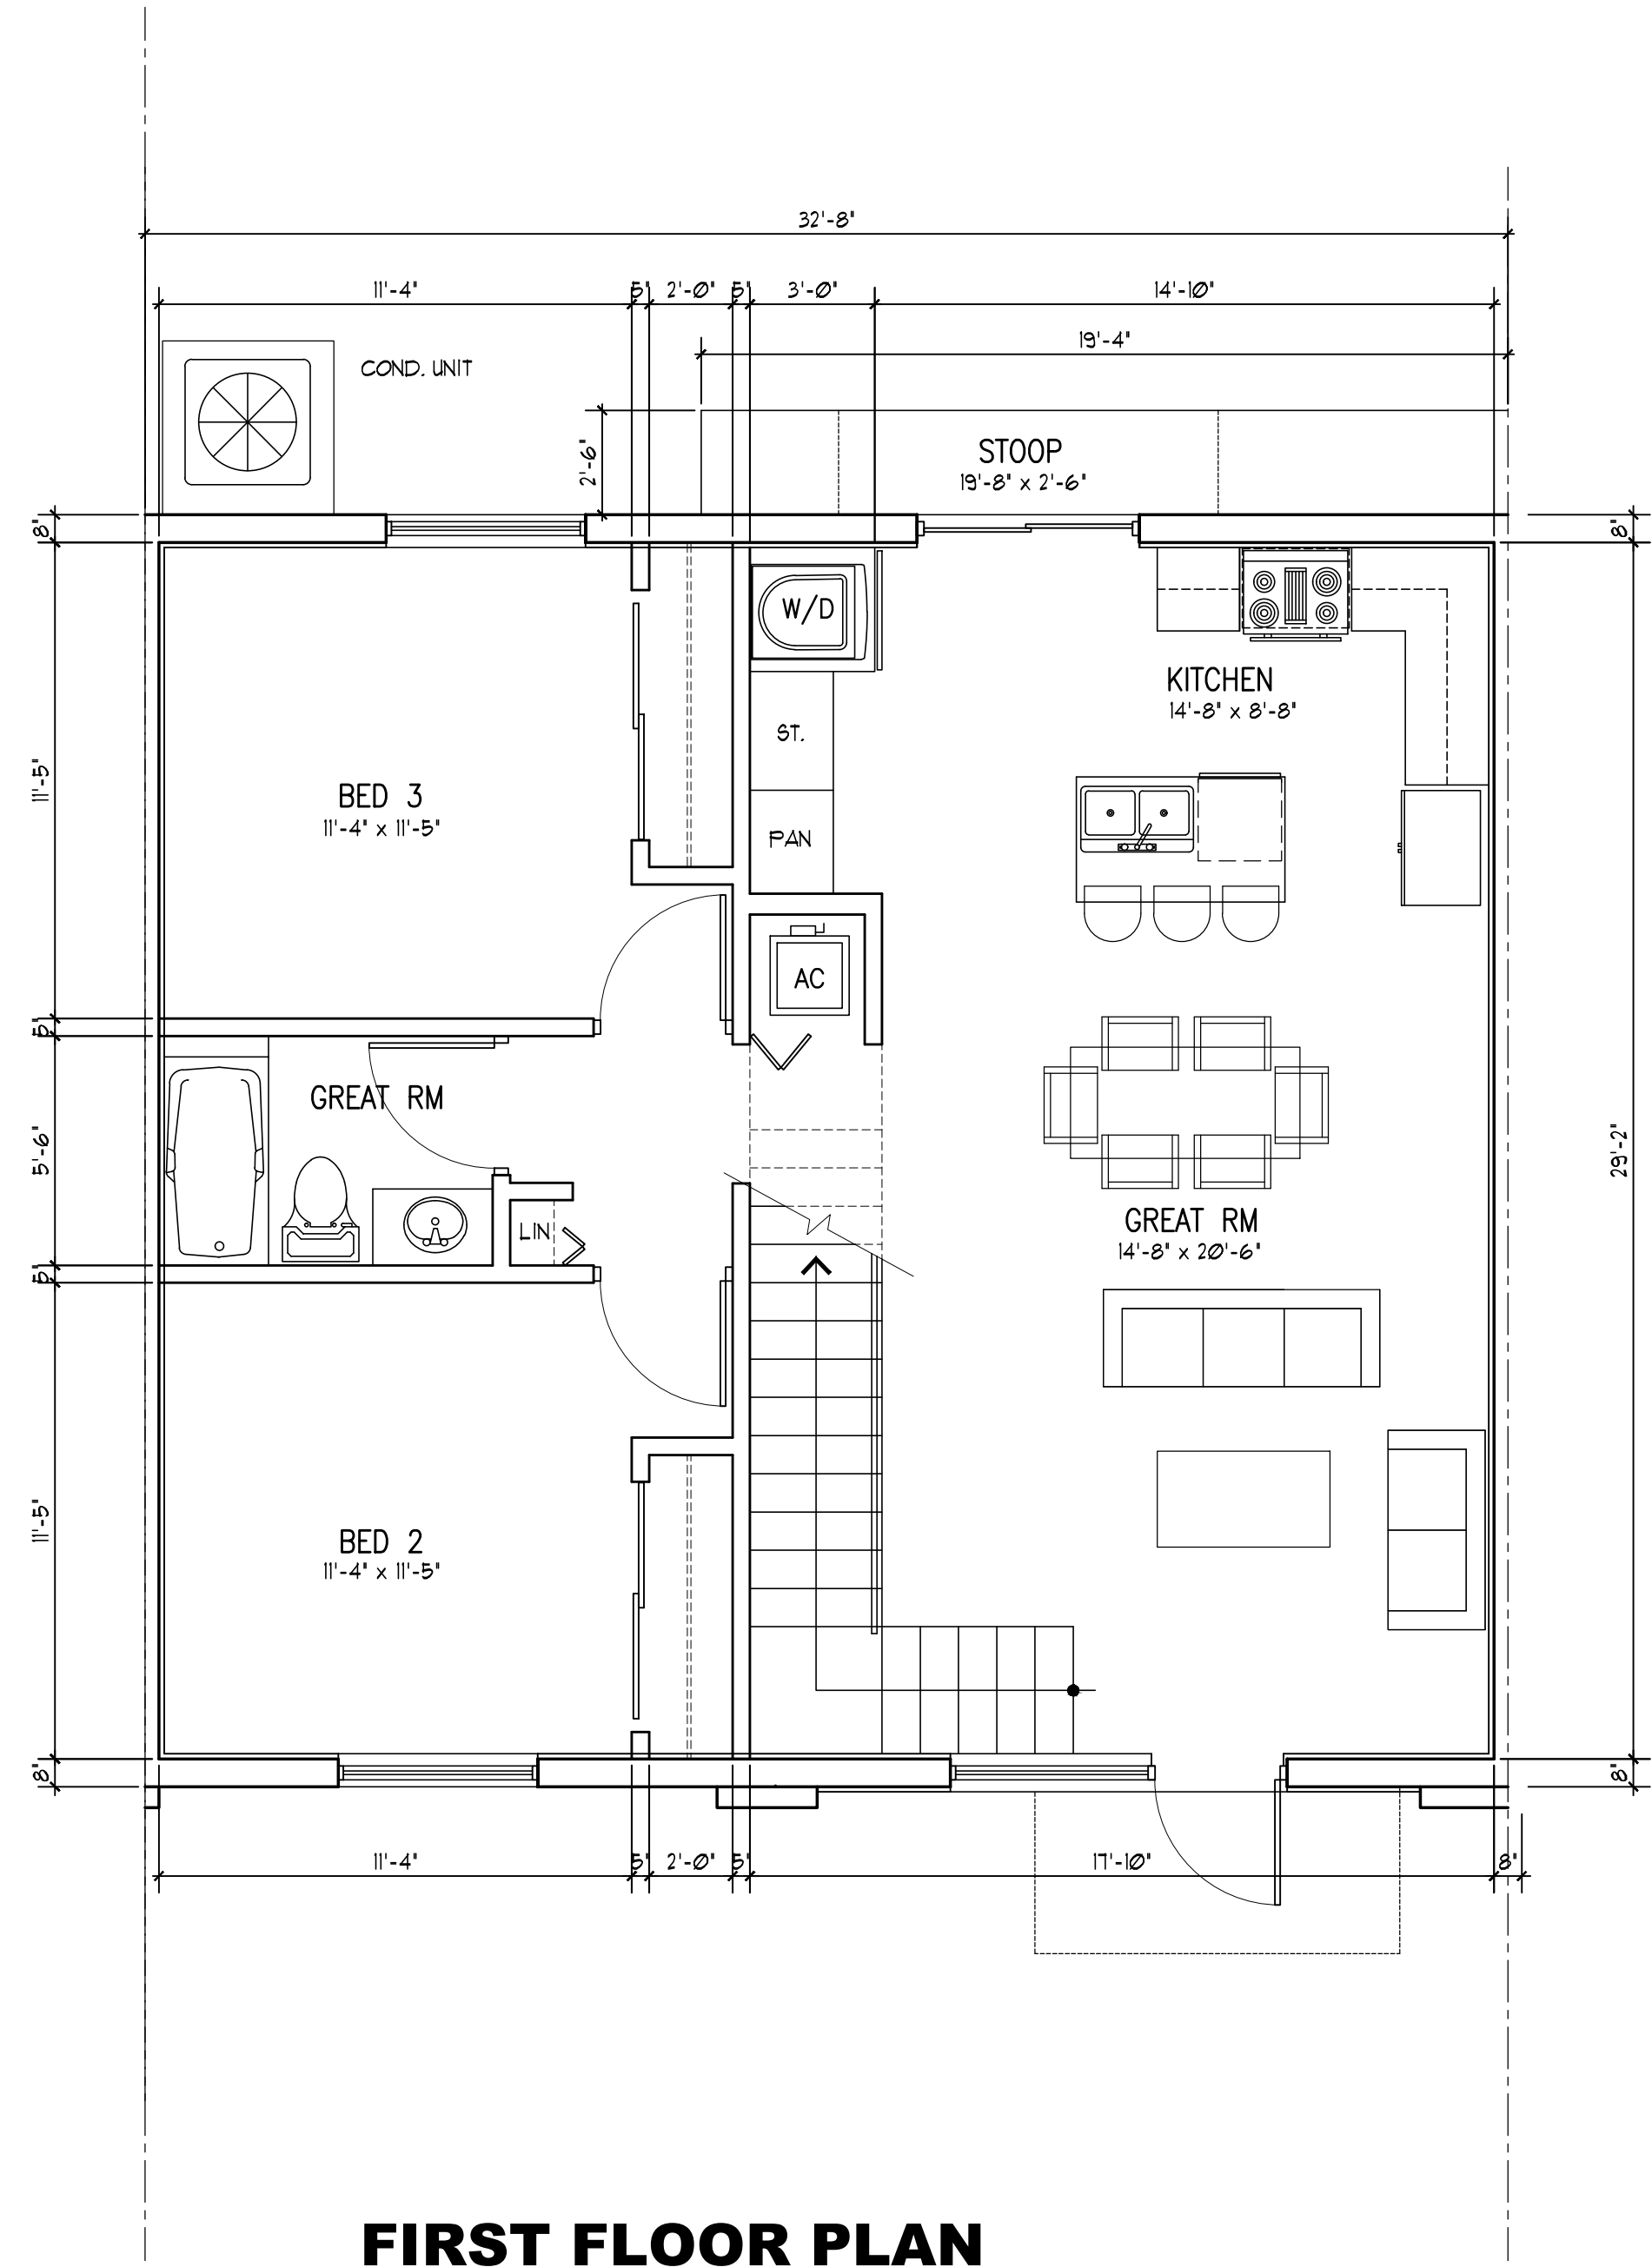 32'-8"
11'-4"
5"
2'-0"
5"
3'-0"
14'-10"
19'-4"
COND. UNIT
2'-6"
STOOP
19'-8" x 2'-6"
8"
8"
W/D
KITCHEN
14'-8" x 8'-8"
ST.
11'-5"
BED 3
11'-4" x 11'-5"
PAN
AC
5"
GREAT RM
5'-6"
29'-2"
LIN
GREAT RM
14'-8" x 20'-6"
5"
11'-5"
BED 2
11'-4" x 11'-5"
8"
8"
11'-4"
5"
2'-0"
5"
17'-10"
8"
FIRST FLOOR PLAN